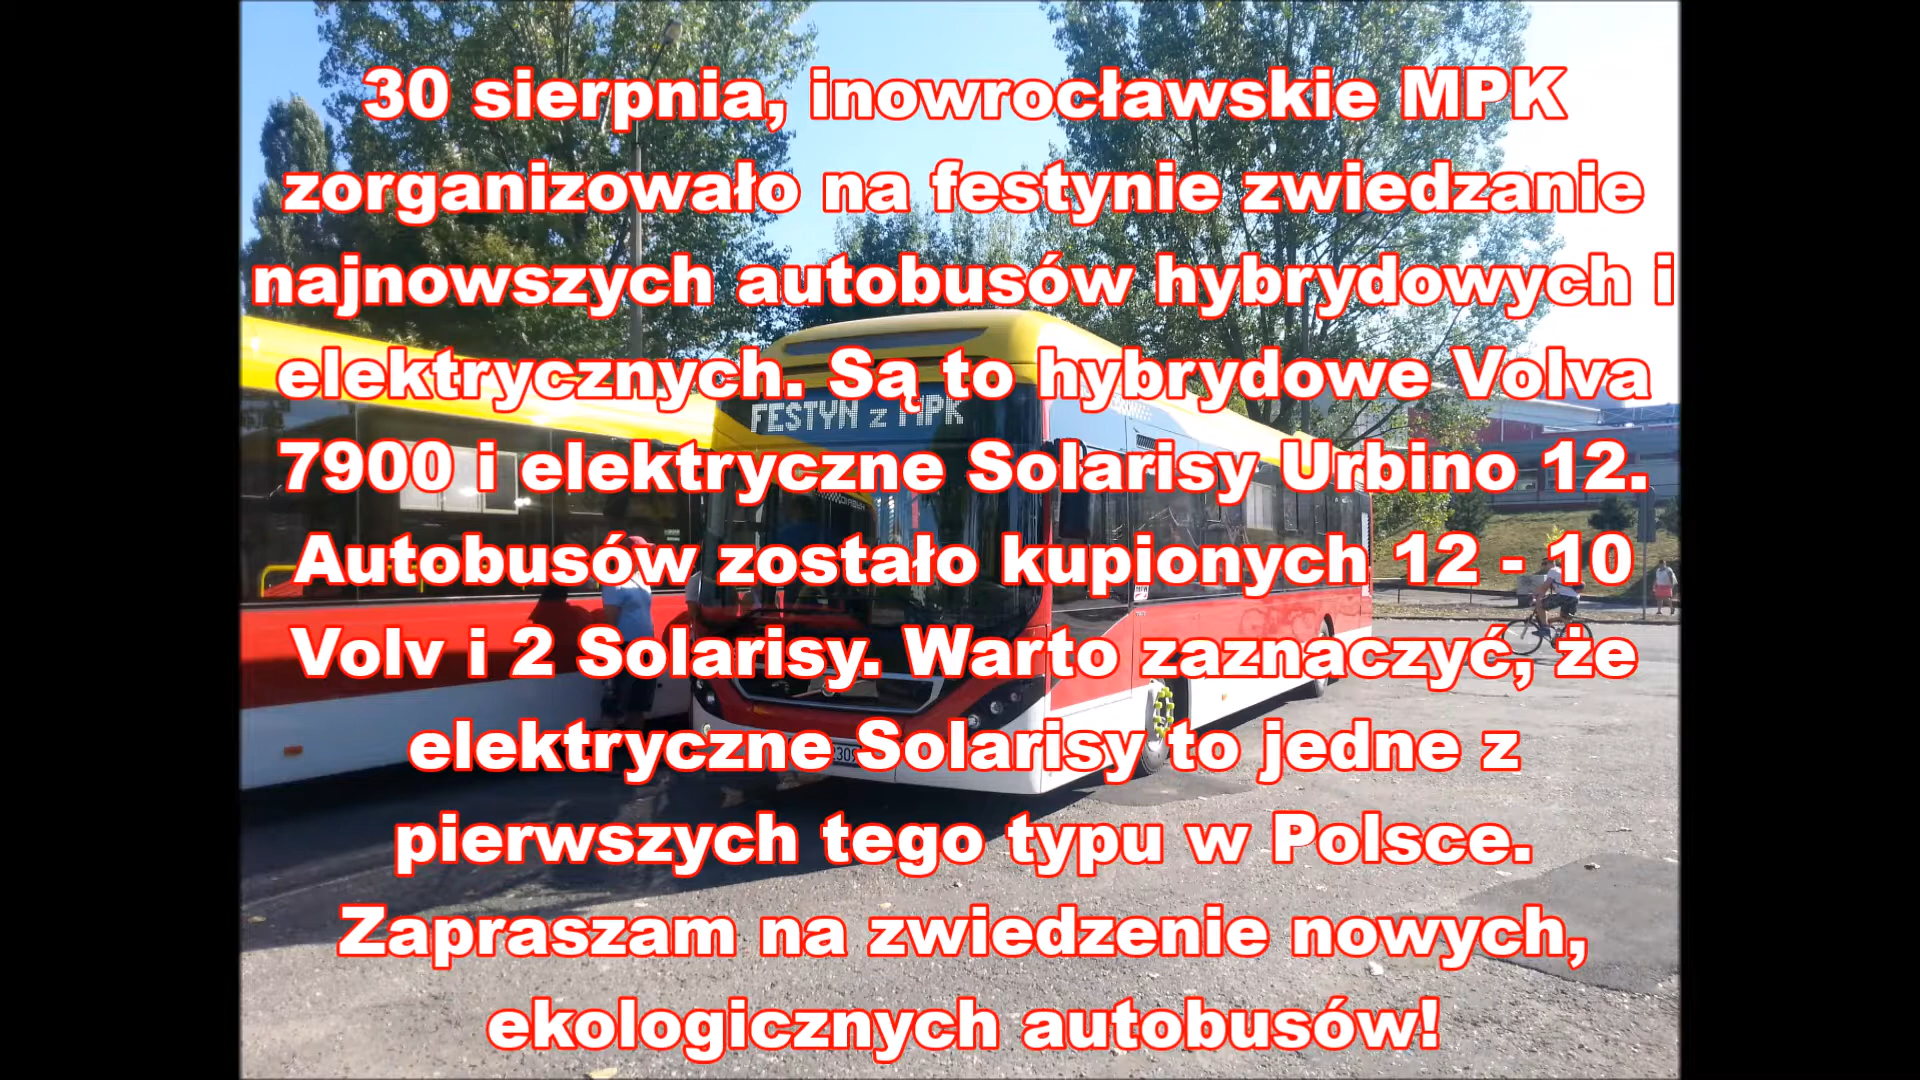 30 sierpnia, inowrocławskie MPK
zorganizowało na festynie zwiedzanie
najnowszych autobusów hybrydowych i
elektrycznych. Są to hybrydowe Volva
7900 i elektryczne Solarisy Urbino 12.
Autobusów zostało kupionych 12 - 10
Volv i 2 Solarisy. Warto zaznaczyć, że
elektryczne Solarisy to jedne z
pierwszych tego typu w Polsce.
Zapraszam na zwiedzenie nowych,
ekologicznych autobusów!
FESTYN z MPK